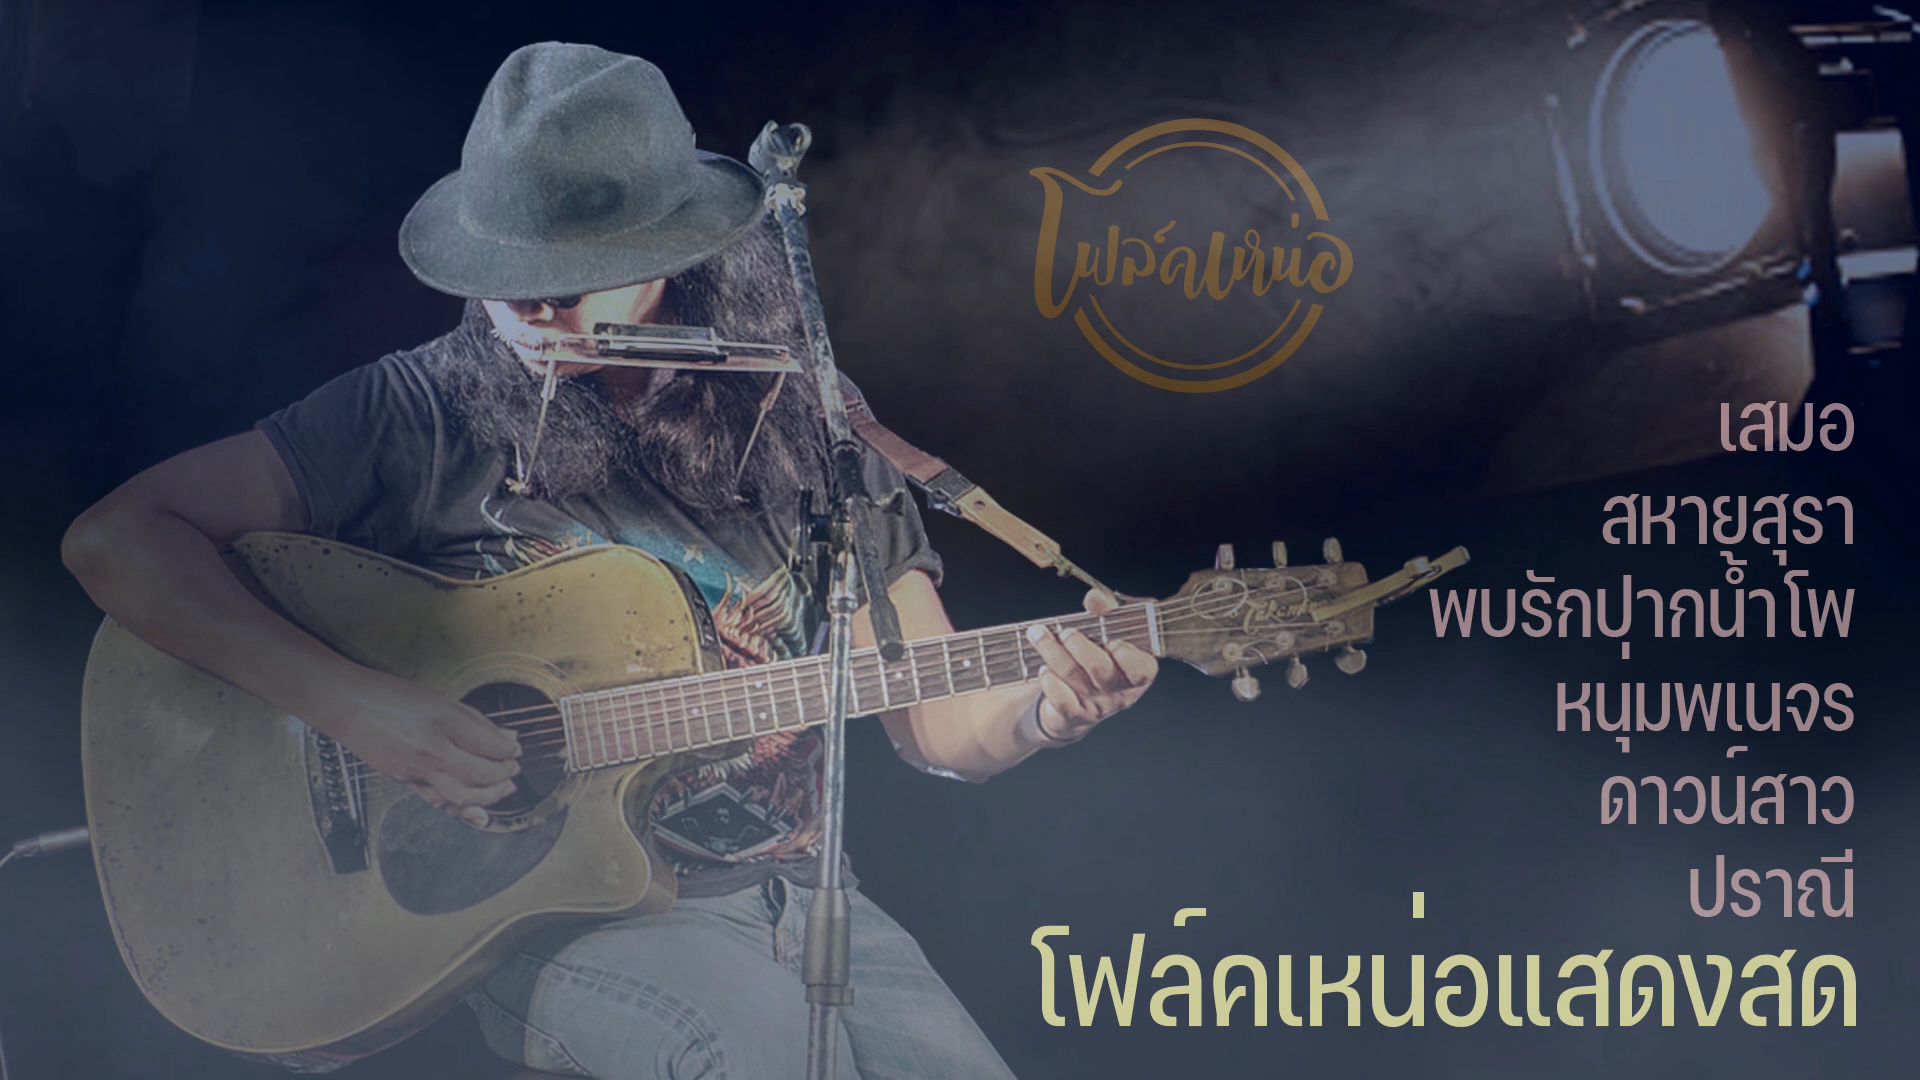 โฟล์คเหน่อ
เสมอ
สหายสุรา
พบรักปากน้ำโพ
หนุ่มพเนจร
ดาวน์สาว
ปราณี
โฟล์คเหน่อแสดงสด